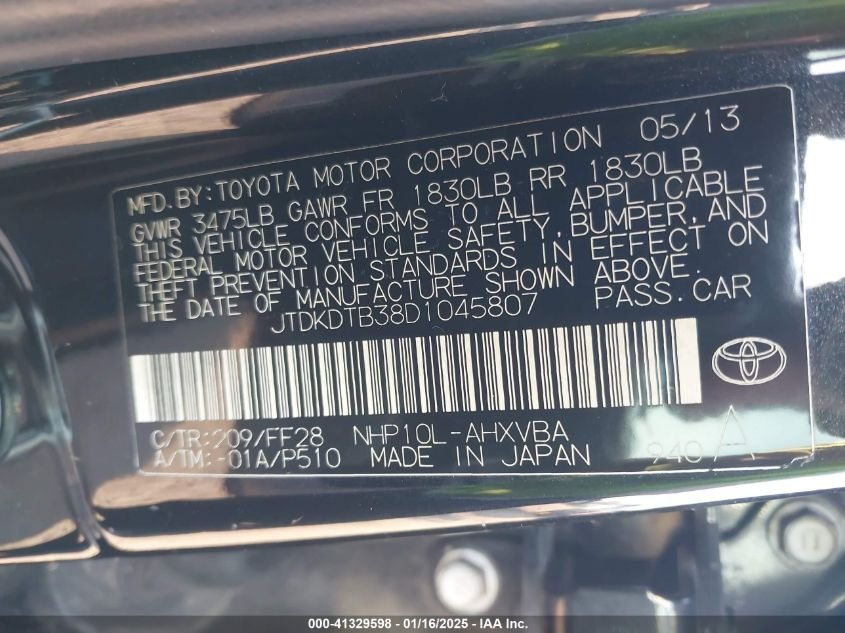 MFD.BY:TOYOTA MOTOR CORPORATION 05/13
GVWR 3475LB GAWR FR 1830LB RR 1830LB
THIS VEHICLE CONFORMS TO ALL APPLICABLE
FEDERAL MOTOR VEHICLE SAFETY,BUMPER,AND
THEFT PREVENTION STANDARDS IN EFFECT ON
THE DATE OF MANUFACTURE SHOWN ABOVE.
JTDKDTB38D1045807 PASS.CAR
C/TR:209/FF28 NHP10L-AHXVBA
A/TM:-01A/P510 MADE IN JAPAN 940 A
000-41329598 - 01/16/2025 - IAA Inc.